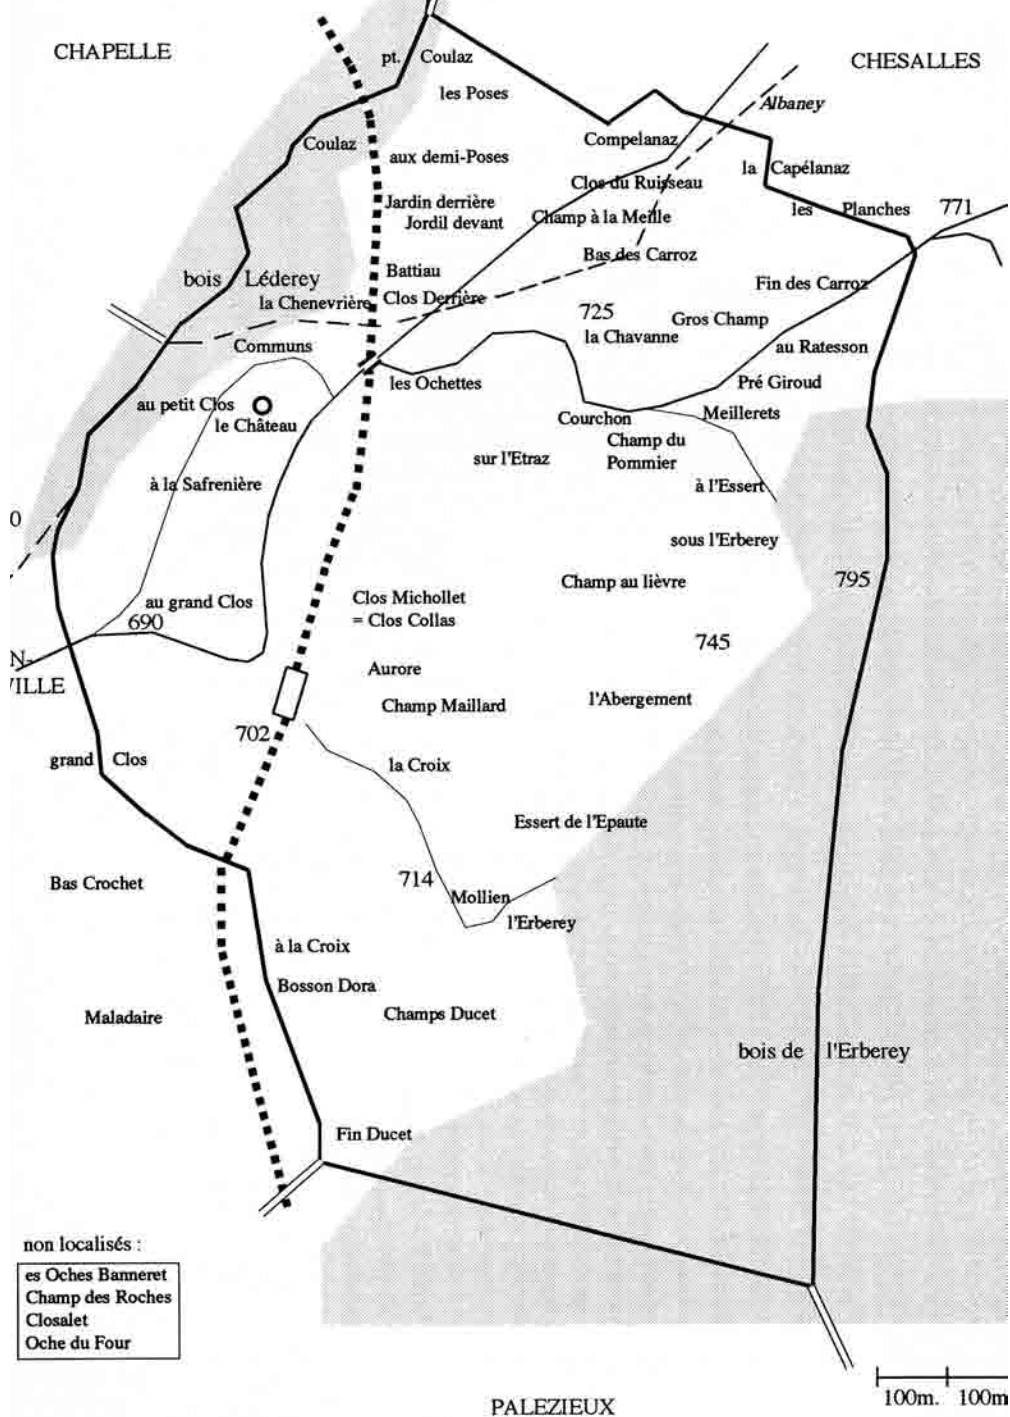 CHAPELLE
pt. Coulaz
CHESALLES
les Poses
Albaney
Coulaz
Compelanaz
aux demi-Poses
la Capélanaz
Clos du Ruisseau
Jardin derrière
Jordil devant
Champ à la Meille
les Planches
771
Bas des Carroz
bois Léderey
Battiau
Fin des Carroz
la Chenevrière
Clos Derrière
725
Gros Champ
la Chavanne
Communs
au Ratesson
les Ochettes
Pré Giroud
au petit Clos
le Château
Courchon
Meillerets
Champ du
Pommier
sur l'Etraz
à la Safrenière
à l'Essert
0
sous l'Erberey
Champ au lièvre
795
au grand Clos
690
Clos Michollet
= Clos Collas
745
N-
VILLE
Aurore
l'Abergement
Champ Maillard
702
grand Clos
la Croix
Essert de l'Epaute
Bas Crochet
714
Mollien
l'Erberey
à la Croix
Bosson Dora
Maladaire
Champs Ducet
bois de l'Erberey
Fin Ducet
non localisés :
es Oches Banneret
Champ des Roches
Closalet
Oche du Four
100m. 100m
PALEZIEUX